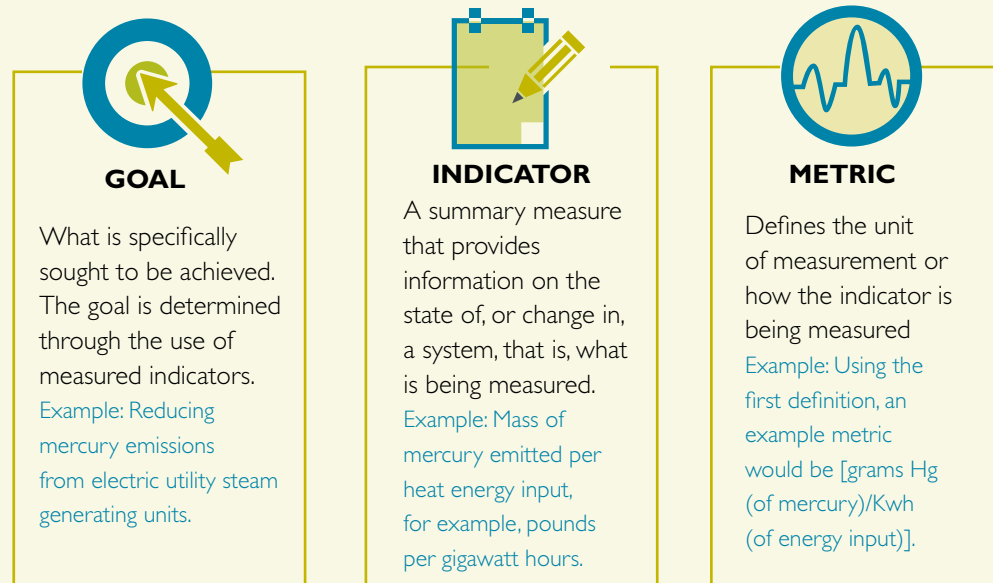 GOAL
What is specifically
sought to be achieved.
The goal is determined
through the use of
measured indicators.
Example: Reducing
mercury emissions
from electric utility steam
generating units.
INDICATOR
A summary measure
that provides
information on the
state of, or change in,
a system, that is, what
is being measured.
Example: Mass of
mercury emitted per
heat energy input,
for example, pounds
per gigawatt hours.
METRIC
Defines the unit
of measurement or
how the indicator is
being measured
Example: Using the
first definition, an
example metric
would be [grams Hg
(of mercury)/Kwh
(of energy input)].